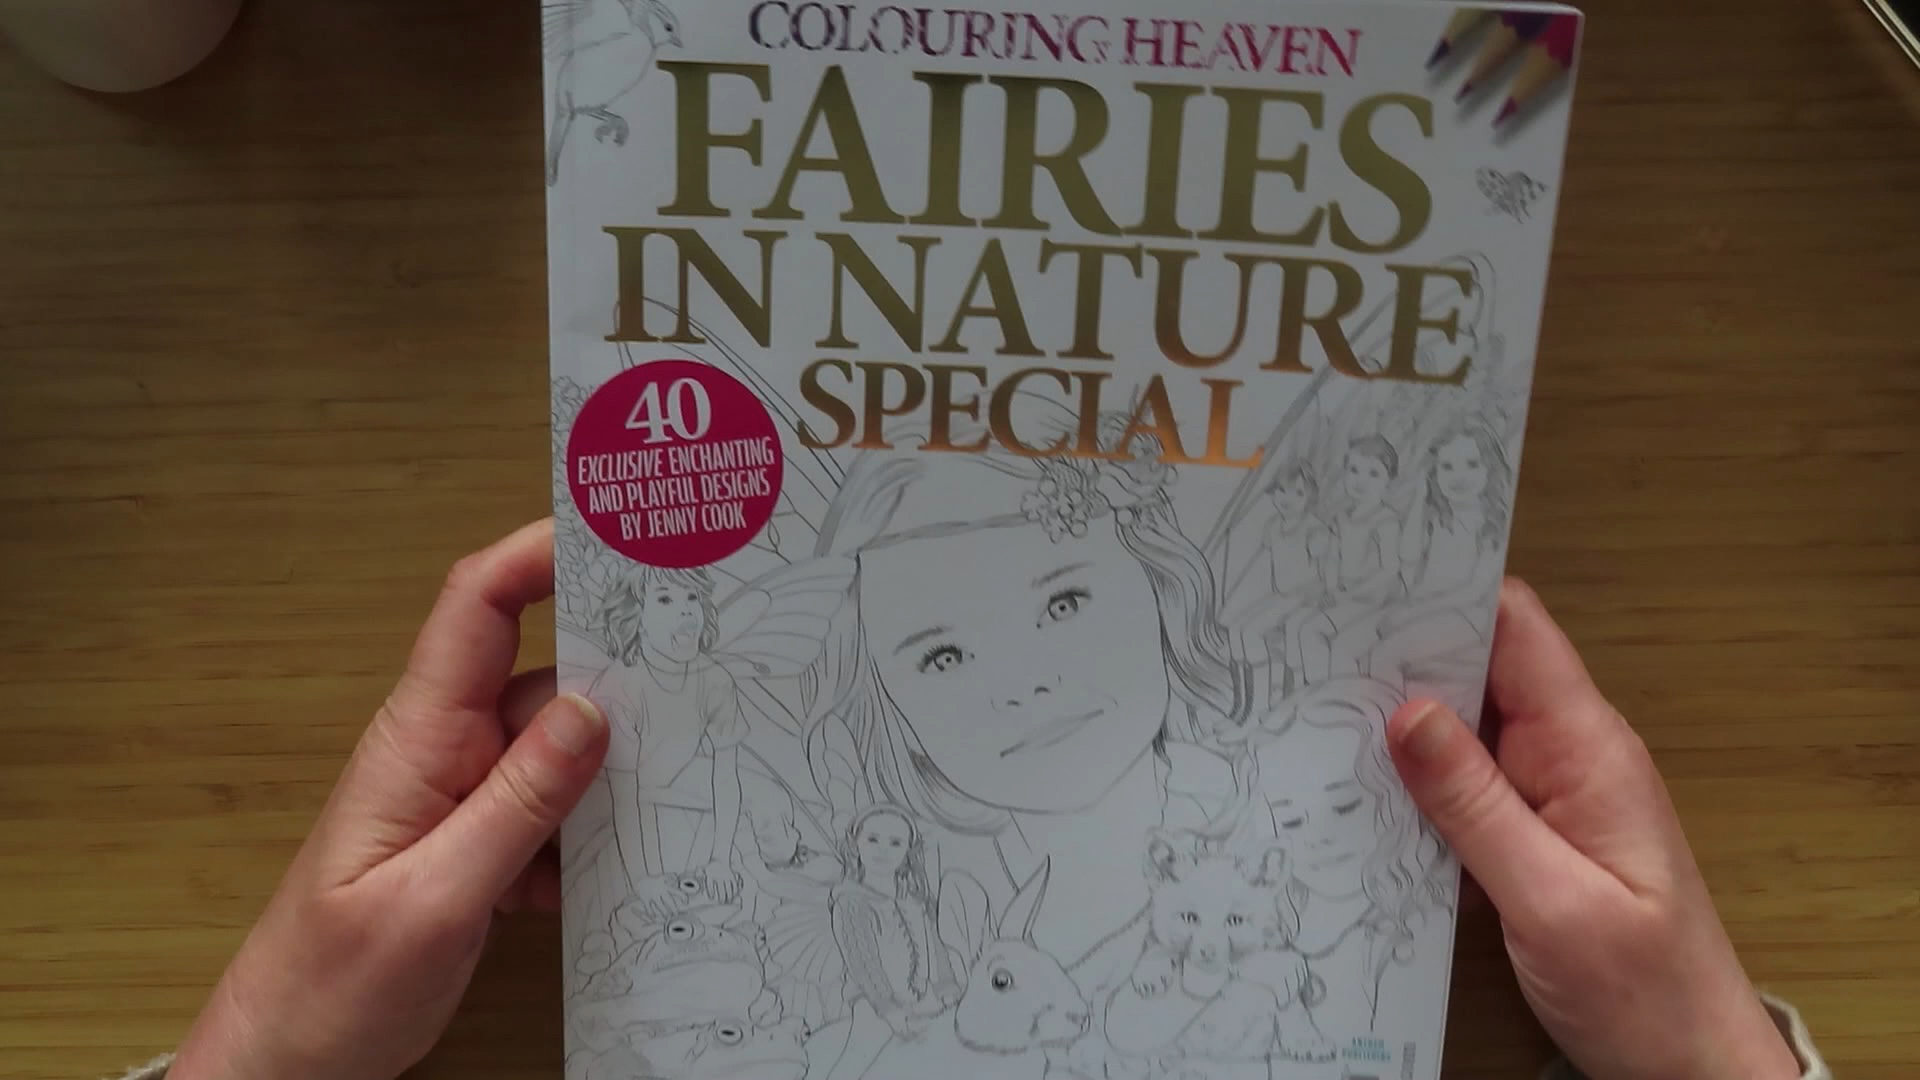 COLOURING HEAVEN
FAIRIES
IN NATURE
SPECIAL
40
EXCLUSIVE ENCHANTING
AND PLAYFUL DESIGNS
BY JENNY COOK